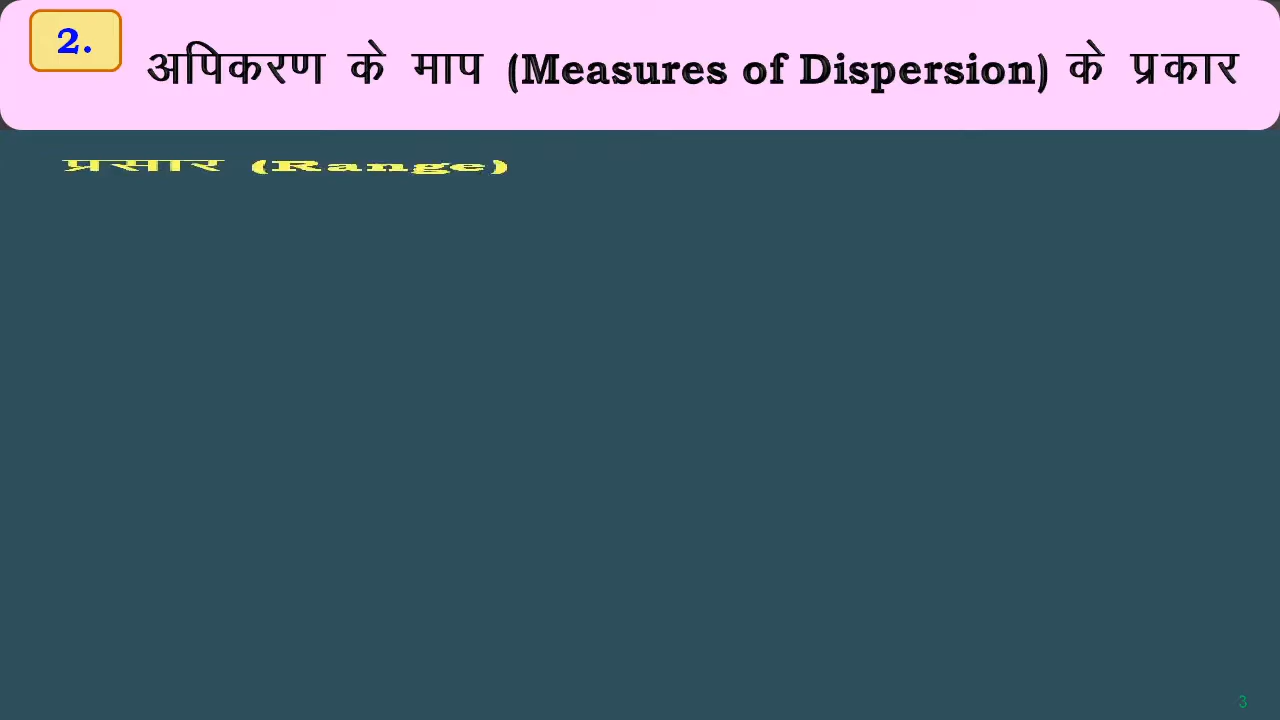 2.
अपिकरण के माप (Measures of Dispersion) के प्रकार
प्रसार (Range)
3